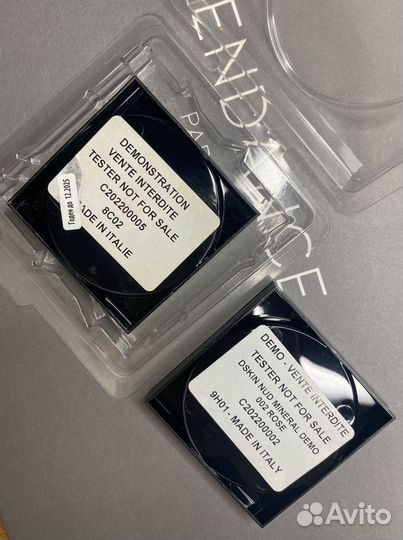 DEMONSTRATION
VENTE INTERDITE
TESTER NOT FOR SALE
C202200005
8C02
MADE IN ITALIE
Годен до 12.2025
DEMO - VENTE INTERDITE
TESTER NOT FOR SALE
DSKIN NUD MINERAL DEMO
002 ROSE
C202200002
9H01 - MADE IN ITALY
Avito